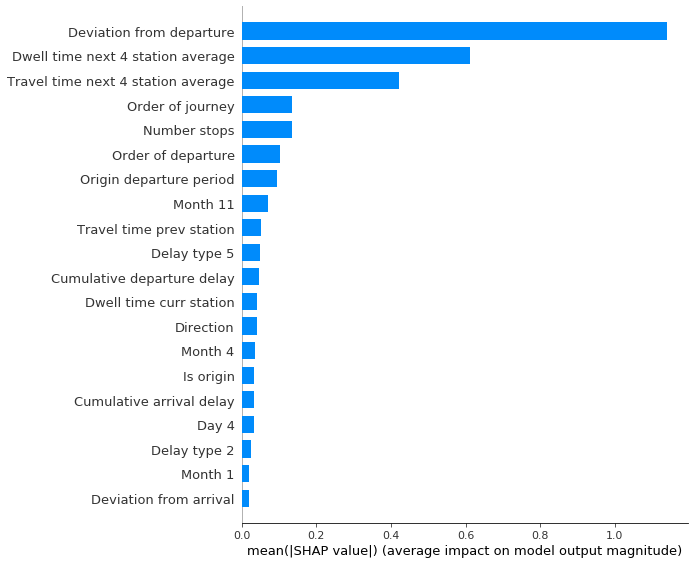 Deviation from departure
Dwell time next 4 station average
Travel time next 4 station average
Order of journey
Number stops
Order of departure
Origin departure period
Month 11
Travel time prev station
Delay type 5
Cumulative departure delay
Dwell time curr station
Direction
Month 4
Is origin
Cumulative arrival delay
Day 4
Delay type 2
Month 1
Deviation from arrival
0.0 0.2 0.4 0.6 0.8 1.0
mean(|SHAP value|) (average impact on model output magnitude)